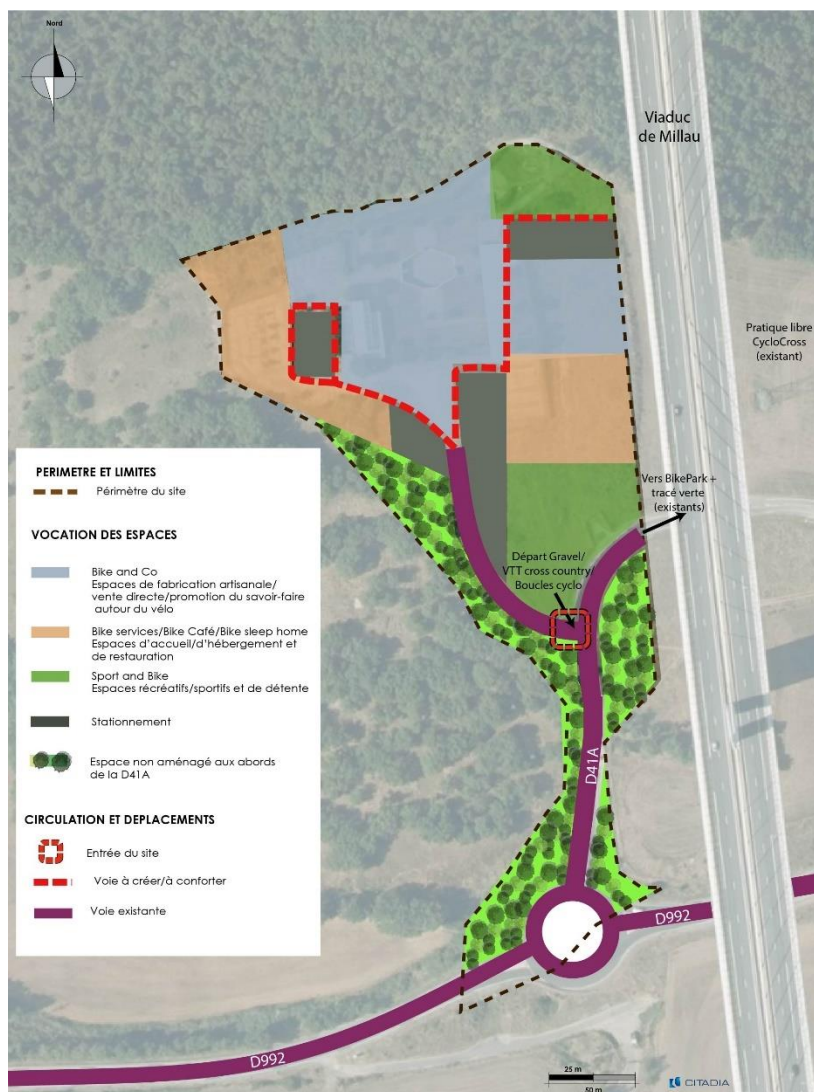 Nord
Viaduc
de Millau
Pratique libre
CycloCross
(existant)
Vers BikePark +
tracé verte
(existants)
Départ Gravel/
VTT cross country/
Boucles cyclo
D41A
D992
D992
PERIMETRE ET LIMITES
Périmètre du site
VOCATION DES ESPACES
Bike and Co
Espaces de fabrication artisanale/
vente directe/promotion du savoir-faire
autour du vélo
Bike services/Bike Café/Bike sleep home
Espaces d'accueil/d'hébergement et
de restauration
Sport and Bike
Espaces récréatifs/sportifs et de détente
Stationnement
Espace non aménagé aux abords
de la D41A
CIRCULATION ET DEPLACEMENTS
Entrée du site
Voie à créer/à conforter
Voie existante
25 m
50 m
CITADIA